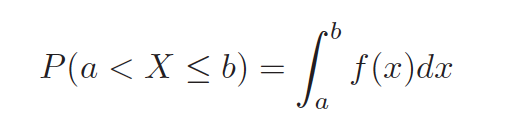 P(a < X ≤ b) = ∫_a^b f(x)dx